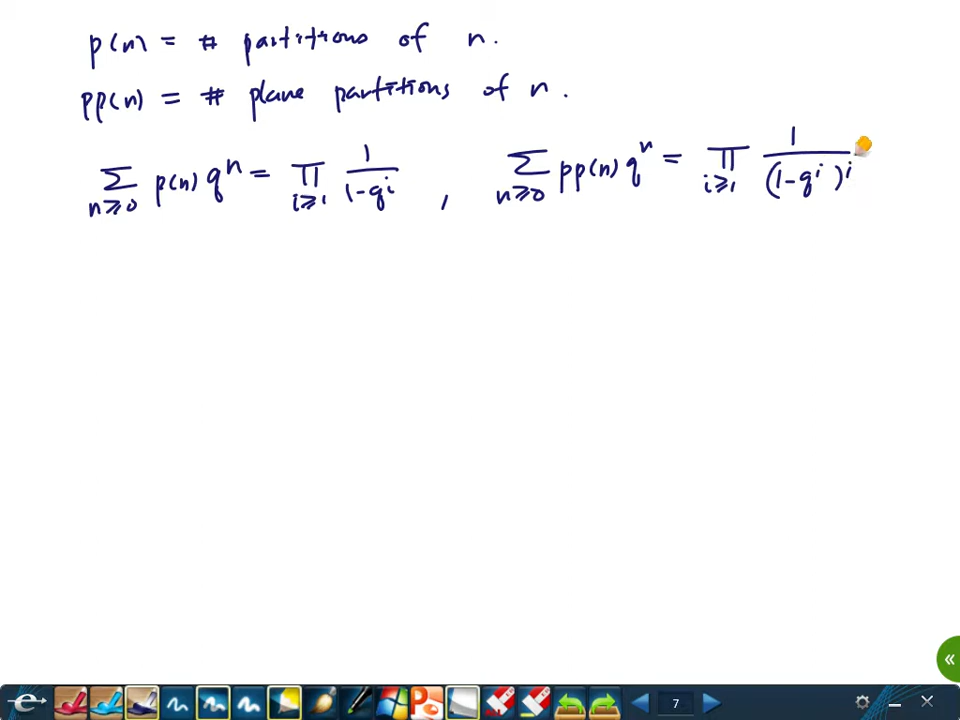 p(n) = # partitions of n.
pp(n) = # plane partitions of n.
∑_{n≥0} p(n) q^n = ∏_{i≥1} 1/(1-q^i) , ∑_{n≥0} pp(n) q^n = ∏_{i≥1} 1/(1-q^i)^i
«
e 7